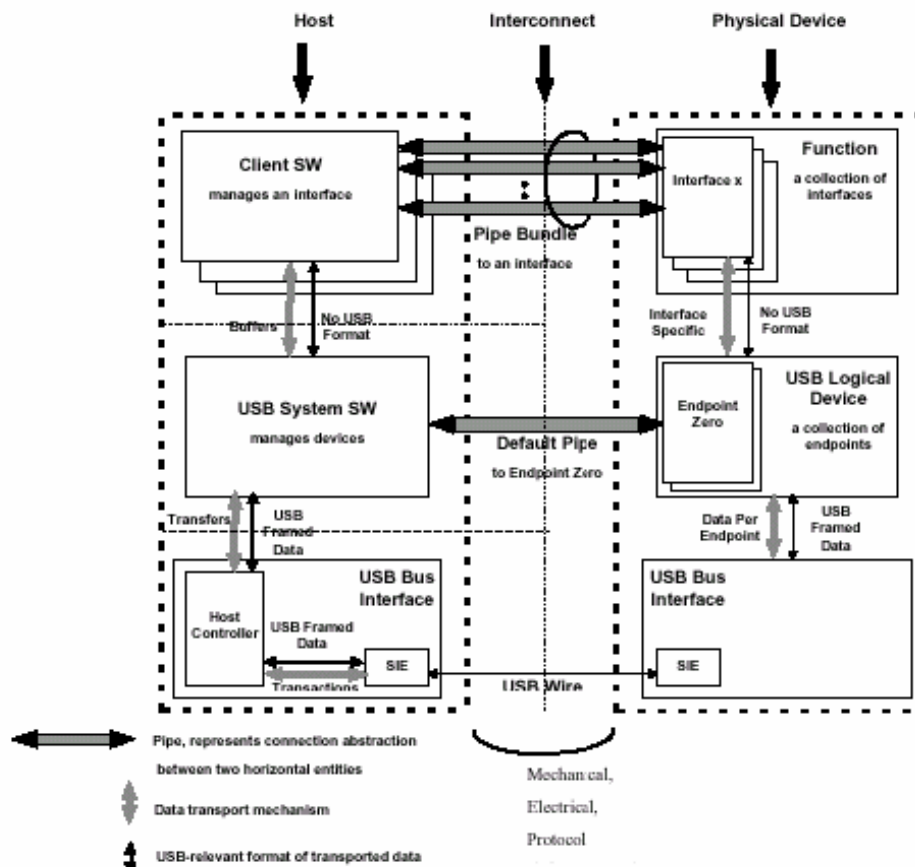 Host
Interconnect
Physical Device
Client SW
manages an interface
Interface x
Function
a collection of
interfaces
Pipe Bundle
to an interface
Buffers
No USB
Format
Interface
Specific
No USB
Format
USB System SW
manages devices
Default Pipe
to Endpoint Zero
Endpoint
Zero
USB Logical
Device
a collection of
endpoints
Transfers
USB
Framed
Data
Data Per
Endpoint
USB
Framed
Data
USB Bus
Interface
Host
Controller
USB Framed
Data
Transactions
SIE
USB Wire
USB Bus
Interface
SIE
Pipe, represents connection abstraction
between two horizontal entities
Data transport mechanism
USB-relevant format of transported data
Mechanical,
Electrical,
Protocol